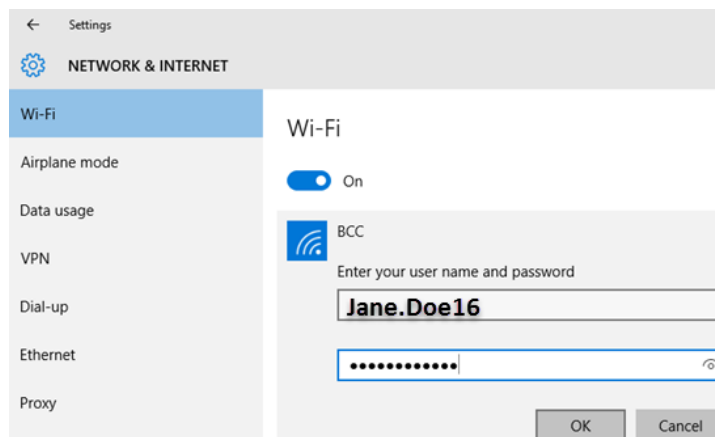 Settings
NETWORK & INTERNET
Wi-Fi
Airplane mode
Data usage
VPN
Dial-up
Ethernet
Proxy
Wi-Fi
On
BCC
Enter your user name and password
Jane.Doe16
••••••••••••
OK
Cancel